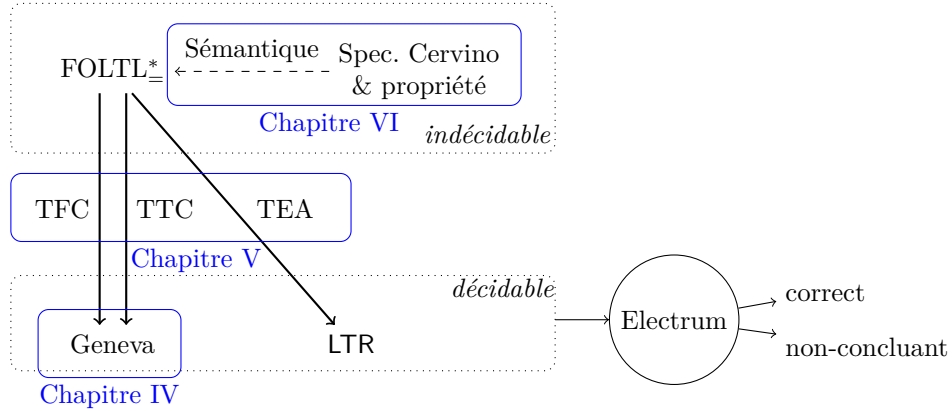 Sémantique
Spec. Cervino
& propriété
FOLTL*=
Chapitre VI
indécidable
TFC
TTC
TEA
Chapitre V
décidable
Geneva
LTR
Chapitre IV
Electrum
correct
non-concluant